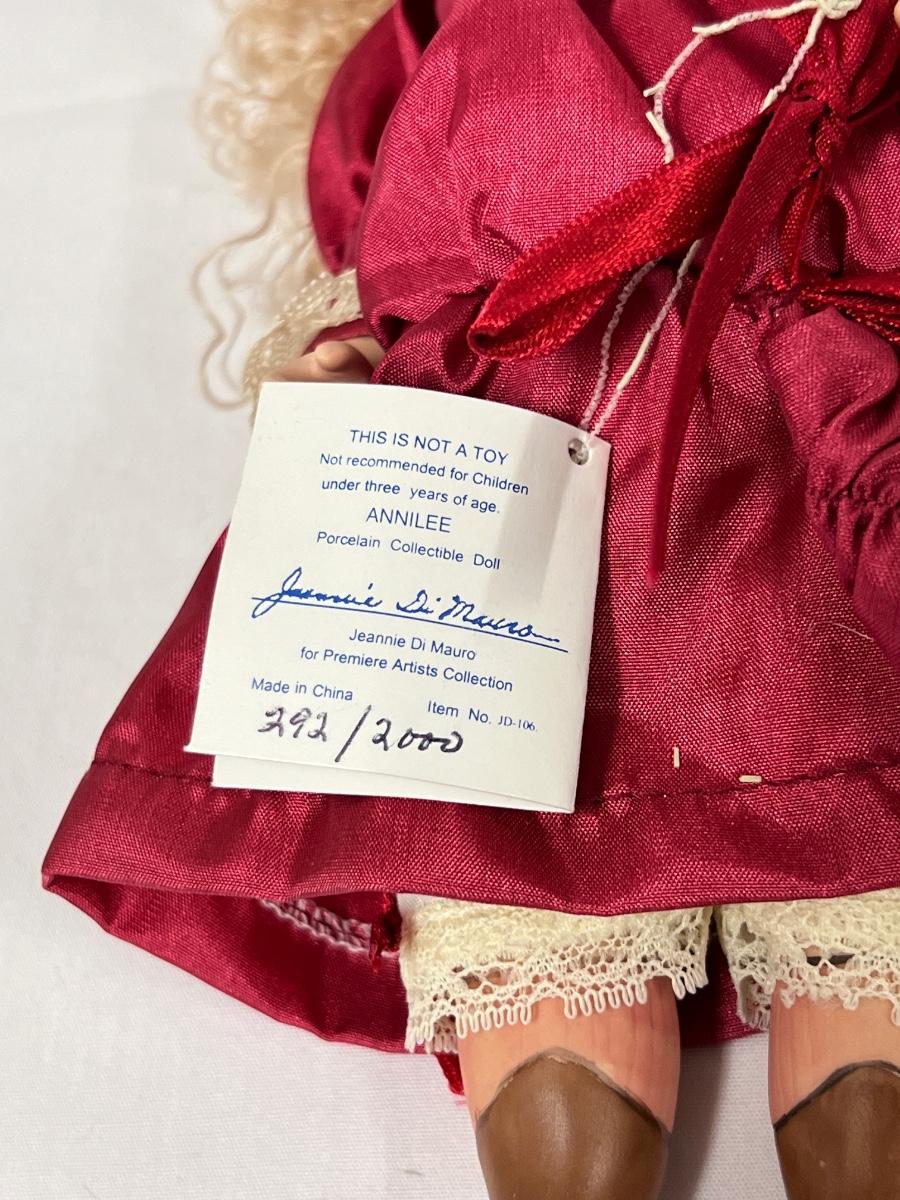 THIS IS NOT A TOY
Not recommended for Children
under three years of age.
ANNILEE
Porcelain Collectible Doll
Jeannie Di Mauro
Jeannie Di Mauro
for Premiere Artists Collection
Made in China
Item No. JD-106.
292/2000